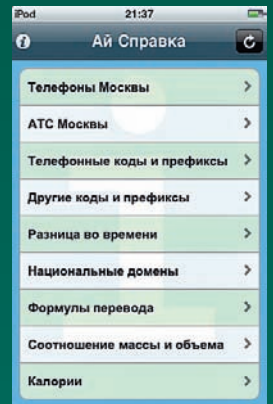 iPod 21:37
Ай Справка
Телефоны Москвы
АТС Москвы
Телефонные коды и префиксы
Другие коды и префиксы
Разница во времени
Национальные домены
Формулы перевода
Соотношение массы и объема
Калории